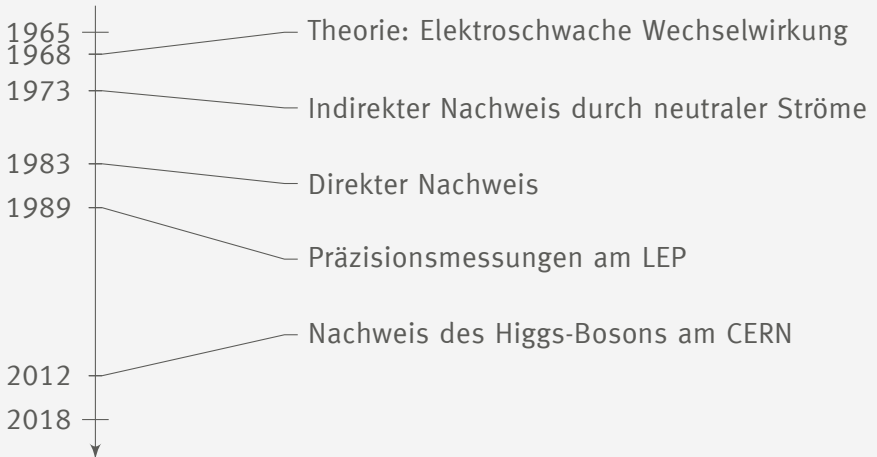 1965
1968
1973
1983
1989
2012
2018
Theorie: Elektroschwache Wechselwirkung
Indirekter Nachweis durch neutraler Ströme
Direkter Nachweis
Präzisionsmessungen am LEP
Nachweis des Higgs-Bosons am CERN